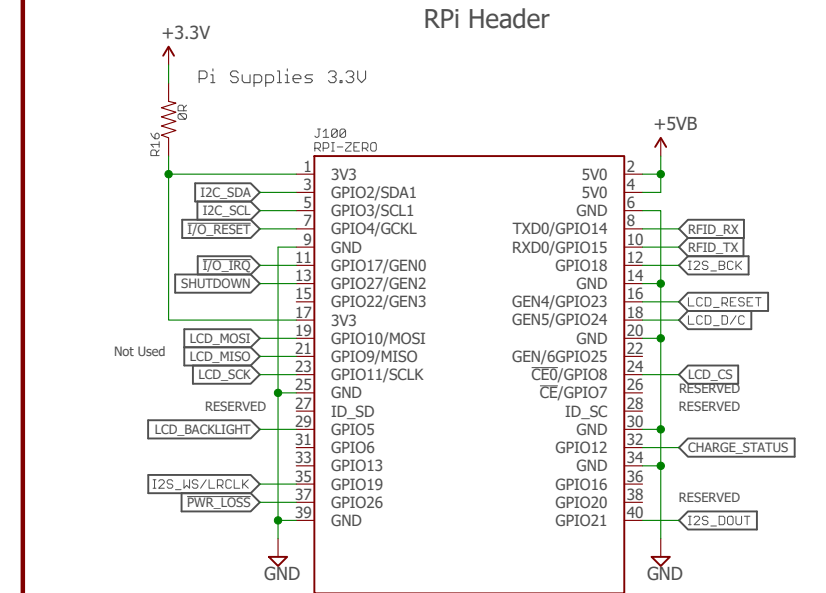 RPi Header
+3.3V
Pi Supplies 3.3V
R16
0R
+5VB
J100
RPI-ZERO
1 3V3 5V0 2
I2C_SDA 3 GPIO2/SDA1 5V0 4
I2C_SCL 5 GPIO3/SCL1 GND 6
I/O_RESET 7 GPIO4/GCKL TXD0/GPIO14 8 RFID_RX
9 GND RXD0/GPIO15 10 RFID_TX
I/O_IRQ 11 GPIO17/GEN0 GPIO18 12 I2S_BCK
SHUTDOWN 13 GPIO27/GEN2 GND 14
15 GPIO22/GEN3 GEN4/GPIO23 16 LCD_RESET
17 3V3 GEN5/GPIO24 18 LCD_D/C
LCD_MOSI 19 GPIO10/MOSI GND 20
Not Used LCD_MISO 21 GPIO9/MISO GEN/6GPIO25 22
LCD_SCK 23 GPIO11/SCLK CE0/GPIO8 24 LCD_CS
25 GND CE/GPIO7 26 RESERVED
RESERVED 27 ID_SD ID_SC 28 RESERVED
LCD_BACKLIGHT 29 GPIO5 GND 30
31 GPIO6 GPIO12 32 CHARGE_STATUS
33 GPIO13 GND 34
I2S_WS/LRCLK 35 GPIO19 GPIO16 36
PWR_LOSS 37 GPIO26 GPIO20 38 RESERVED
39 GND GPIO21 40 I2S_DOUT
GND GND